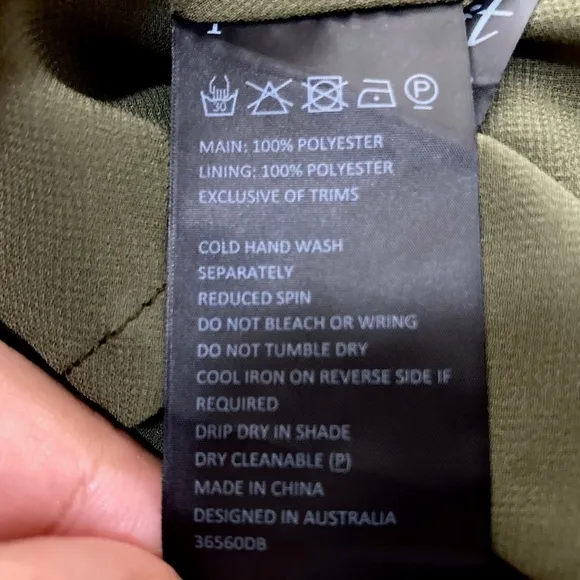 30 P
MAIN: 100% POLYESTER
LINING: 100% POLYESTER
EXCLUSIVE OF TRIMS
COLD HAND WASH
SEPARATELY
REDUCED SPIN
DO NOT BLEACH OR WRING
DO NOT TUMBLE DRY
COOL IRON ON REVERSE SIDE IF
REQUIRED
DRIP DRY IN SHADE
DRY CLEANABLE (P)
MADE IN CHINA
DESIGNED IN AUSTRALIA
36560DB